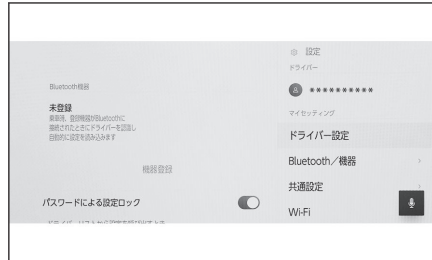 Bluetooth機器
未登録
乗車時、登録機器がBluetoothに
接続されたときにドライバーを認識し
自動的に設定を読み込みます
機器登録
パスワードによる設定ロック
設定
ドライバー
**********
マイセッティング
ドライバー設定
Bluetooth／機器
共通設定
Wi-Fi